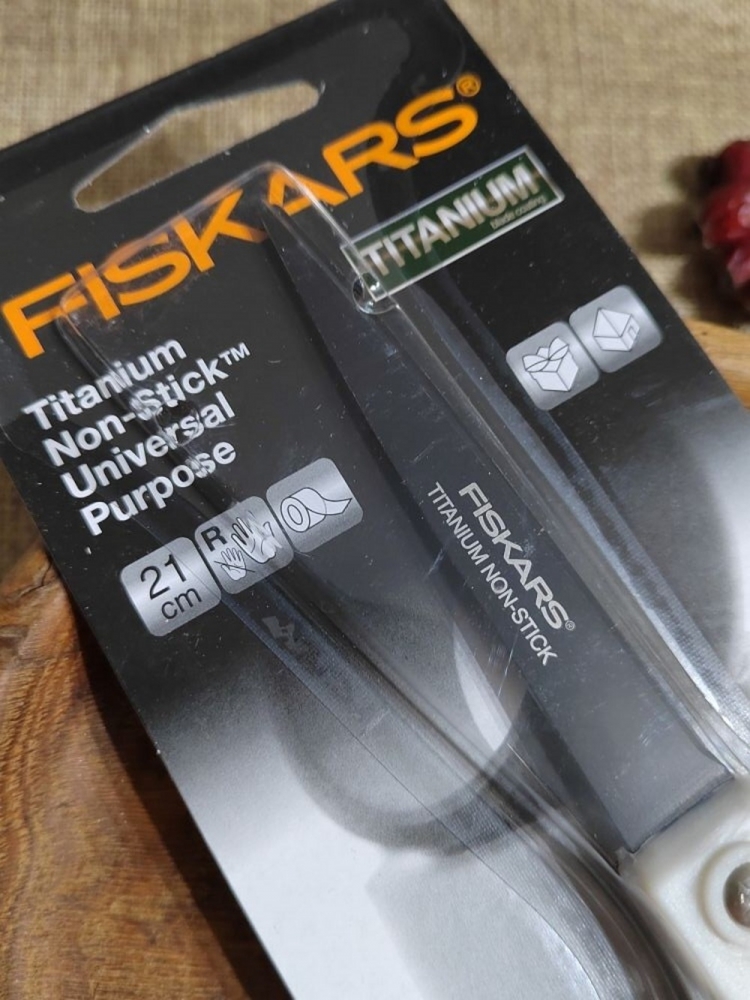 FISKARS®
TITANIUM
blade coating
Titanium
Non-Stick™
Universal
Purpose
21
cm
R
FISKARS®
TITANIUM NON-STICK